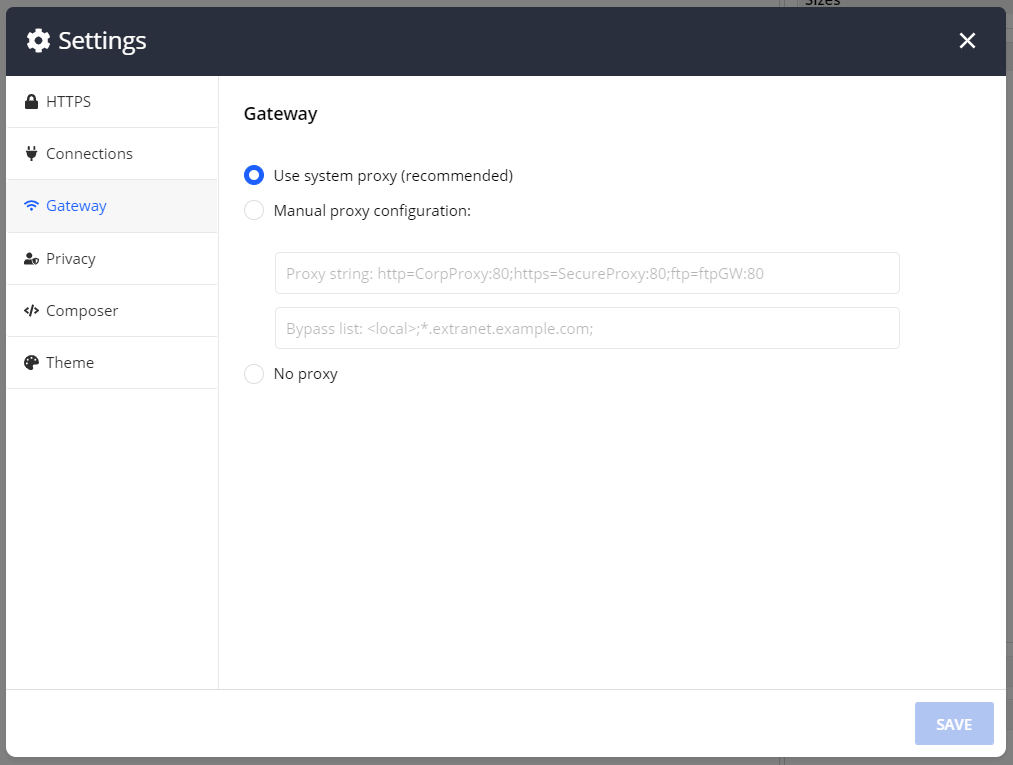 Sizes
Settings
HTTPS
Connections
Gateway
Privacy
Composer
Theme
Gateway
Use system proxy (recommended)
Manual proxy configuration:
Proxy string: http=CorpProxy:80;https=SecureProxy:80;ftp=ftpGW:80
Bypass list: <local>;*.extranet.example.com;
No proxy
SAVE